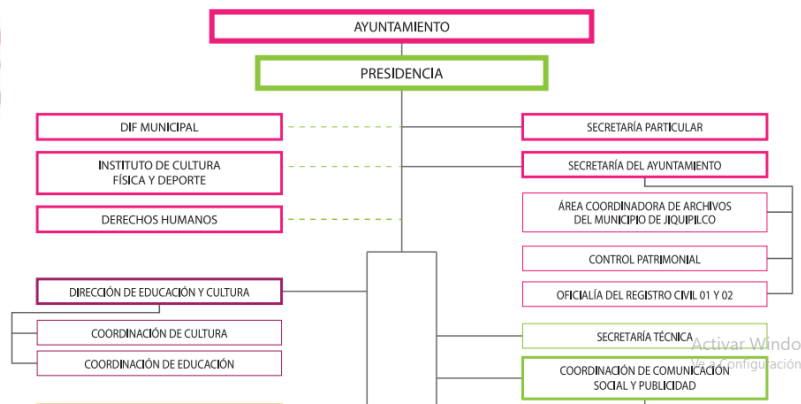 AYUNTAMIENTO
PRESIDENCIA
DIF MUNICIPAL
SECRETARÍA PARTICULAR
INSTITUTO DE CULTURA
FÍSICA Y DEPORTE
SECRETARÍA DEL AYUNTAMIENTO
DERECHOS HUMANOS
ÁREA COORDINADORA DE ARCHIVOS
DEL MUNICIPIO DE JIQUIPILCO
CONTROL PATRIMONIAL
DIRECCIÓN DE EDUCACIÓN Y CULTURA
OFICIALÍA DEL REGISTRO CIVIL 01 Y 02
COORDINACIÓN DE CULTURA
SECRETARÍA TÉCNICA
Activar Windo
COORDINACIÓN DE EDUCACIÓN
COORDINACIÓN DE COMUNICACIÓN
SOCIAL Y PUBLICIDAD
Ve a Configuración